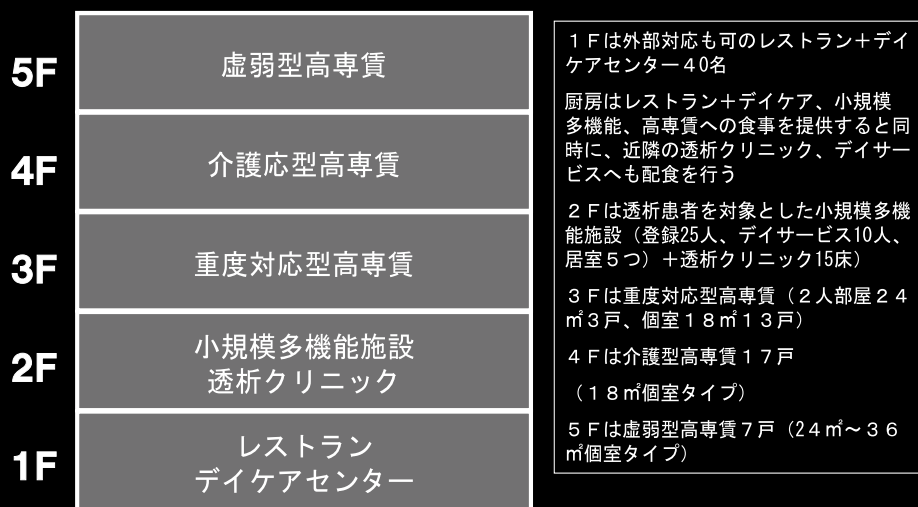 5F
虚弱型高専賃
4F
介護応型高専賃
3F
重度対応型高専賃
2F
小規模多機能施設
透析クリニック
1F
レストラン
デイケアセンター
１Ｆは外部対応も可のレストラン＋デイ
ケアセンター４０名
厨房はレストラン＋デイケア、小規模
多機能、高専賃への食事を提供すると同
時に、近隣の透析クリニック、デイサー
ビスへも配食を行う
２Ｆは透析患者を対象とした小規模多機
能施設（登録25人、デイサービス10人、
居室５つ）＋透析クリニック15床）
３Ｆは重度対応型高専賃（２人部屋２４
㎡３戸、個室１８㎡１３戸）
４Ｆは介護型高専賃１７戸
（１８㎡個室タイプ）
５Ｆは虚弱型高専賃７戸（24㎡～３６
㎡個室タイプ）